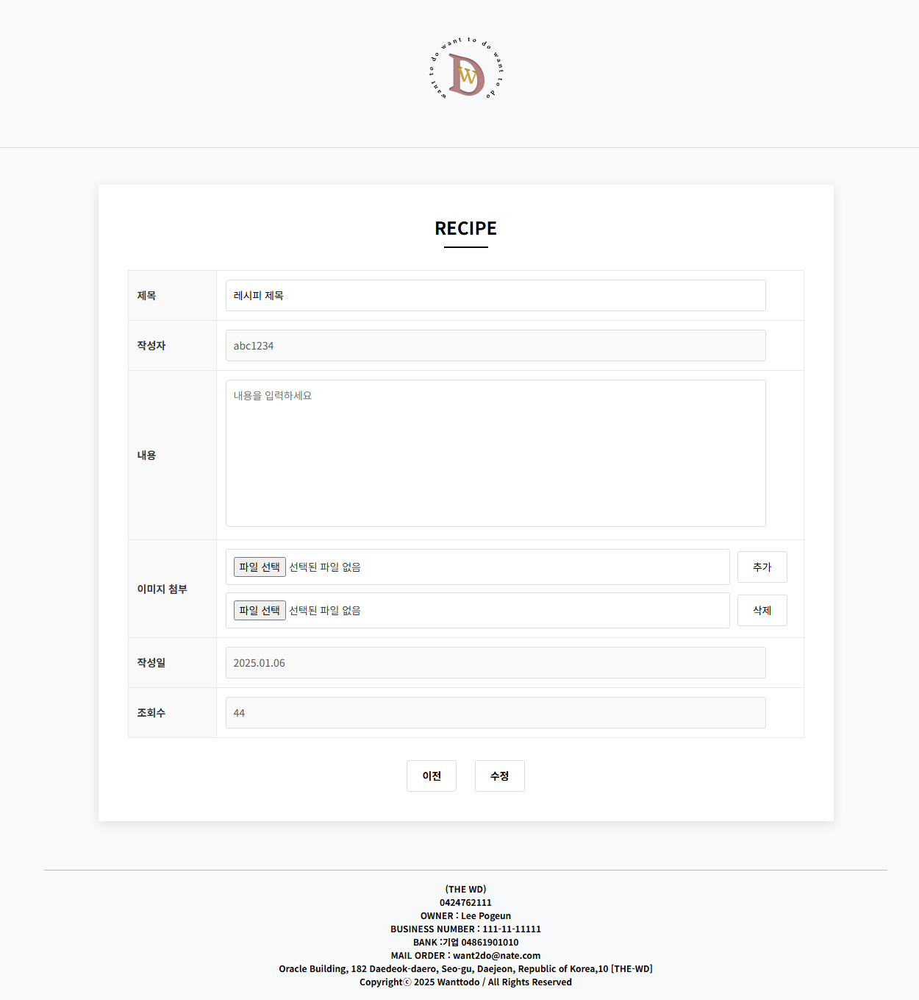 want to do want to do want to do
D
W
RECIPE
제목
레시피 제목
작성자
abc1234
내용
내용을 입력하세요
이미지 첨부
파일 선택 선택된 파일 없음
추가
파일 선택 선택된 파일 없음
삭제
작성일
2025.01.06
조회수
44
이전
수정
(THE WD)
0424762111
OWNER : Lee Pogeun
BUSINESS NUMBER : 111-11-11111
BANK :기업 04861901010
MAIL ORDER : want2do@nate.com
Oracle Building, 182 Daedeok-daero, Seo-gu, Daejeon, Republic of Korea,10 [THE-WD]
Copyrightⓒ 2025 Wanttodo / All Rights Reserved